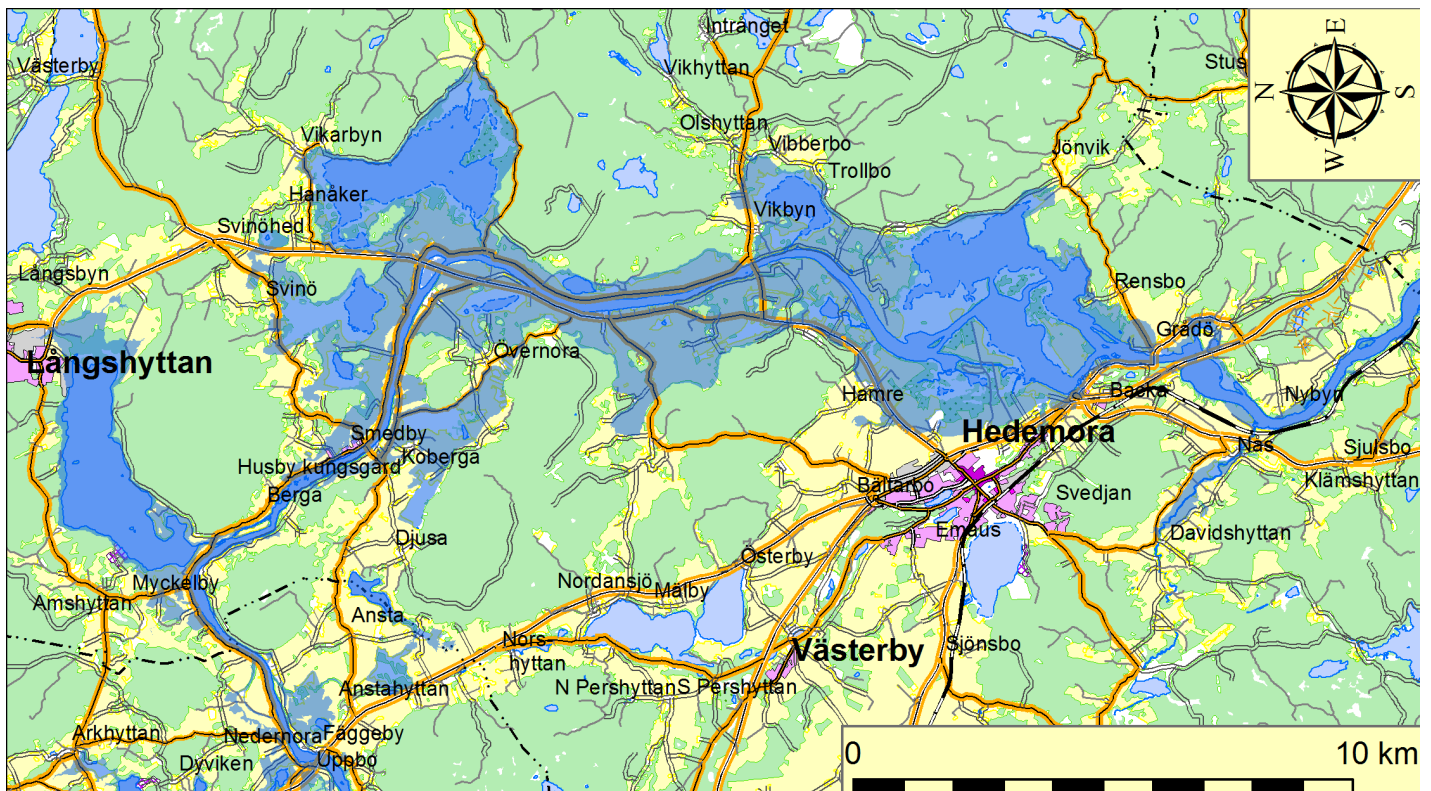 Intrånget
Västerby
Vikhyttan
Stus
E
N
S
W
Olshyttan
Vikarbyn
Vibberbo
Jönvik
Trollbo
Hanåker
Vikbyn
Svinöhed
Långsbyn
Svinö
Rensbo
Gradö
Långshyttan
Övernora
Hamre
Backa
Nybyn
Smedby
Hedemora
Näs
Sjulsbo
Husby kungsgård
Koberga
Klämshyttan
Berga
Bältarbo
Svedjan
Djusa
Emaus
Davidshyttan
Österby
Myckelby
Nordansjö
Mälby
Amshyttan
Ansta
Nors-
hyttan
Västerby
Sjönsbo
Anstahyttan
N Pershyttan
S Pershyttan
Arkhyttan
Nedernora
Fäggeby
Dyviken
Uppbo
0
10 km